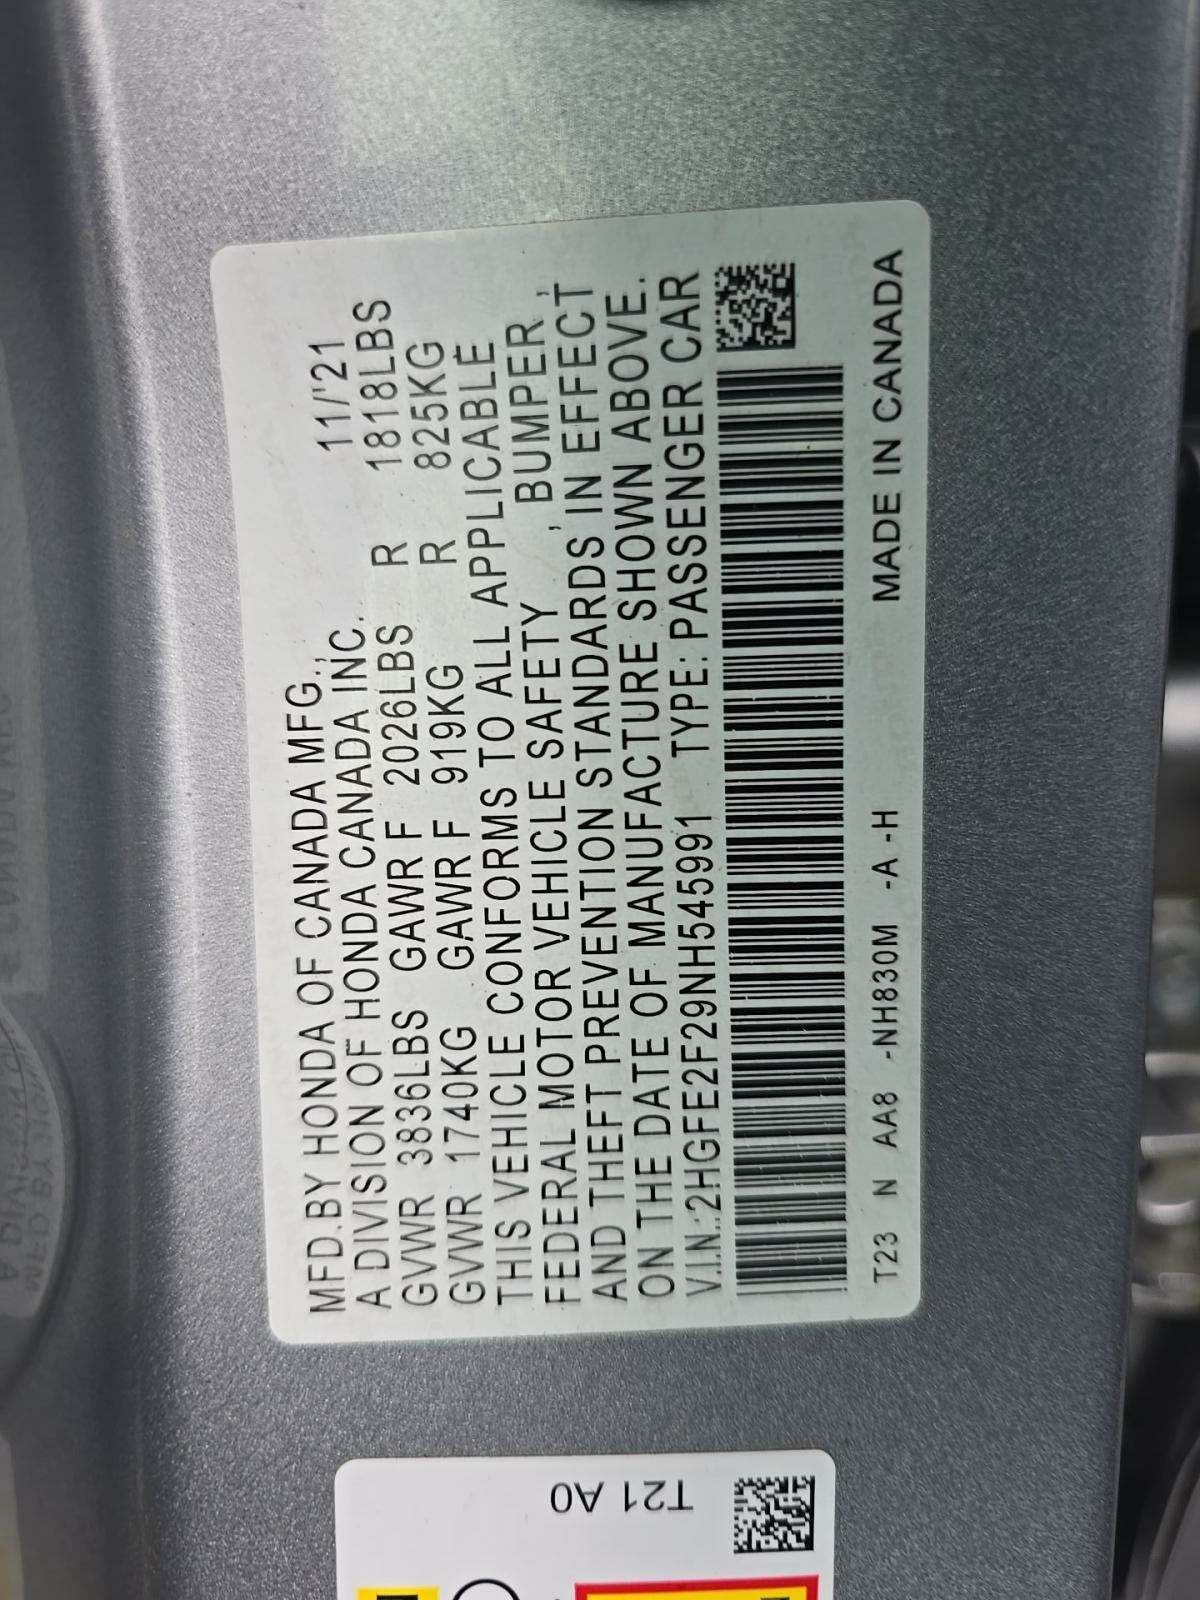 MFD.BY HONDA OF CANADA MFG., 11/'21
A DIVISION OF HONDA CANADA INC.
GVWR 3836LBS GAWR F 2026LBS R 1818LBS
GVWR 1740KG GAWR F 919KG R 825KG
THIS VEHICLE CONFORMS TO ALL APPLICABLE
FEDERAL MOTOR VEHICLE SAFETY , BUMPER ,
AND THEFT PREVENTION STANDARDS IN EFFECT
ON THE DATE OF MANUFACTURE SHOWN ABOVE.
V.I.N.:2HGFE2F29NH545991 TYPE: PASSENGER CAR
T23 N AA8 -NH830M -A -H MADE IN CANADA
T21 A0